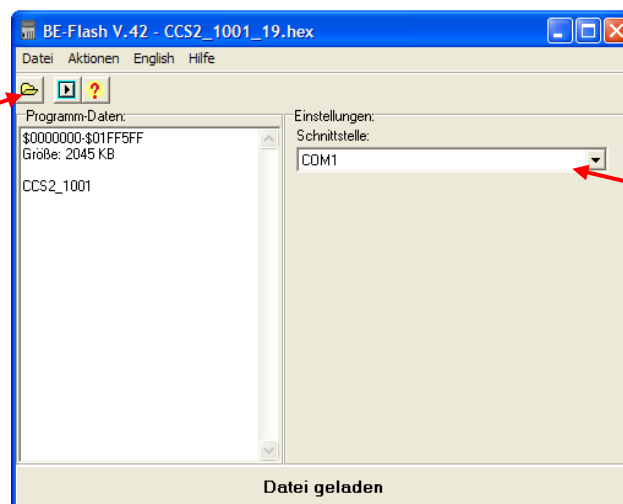 BE-Flash V.42 - CCS2_1001_19.hex
Datei Aktionen English Hilfe
Programm-Daten:
$0000000-$01FF5FF
Größe: 2045 KB
CCS2_1001
Einstellungen:
Schnittstelle:
COM1
Datei geladen